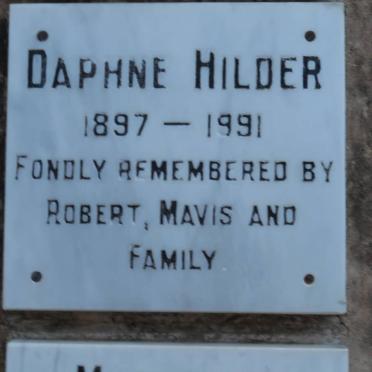 DAPHNE HILDER
1897 — 1991
FONDLY REMEMBERED BY
ROBERT, MAVIS AND
FAMILY